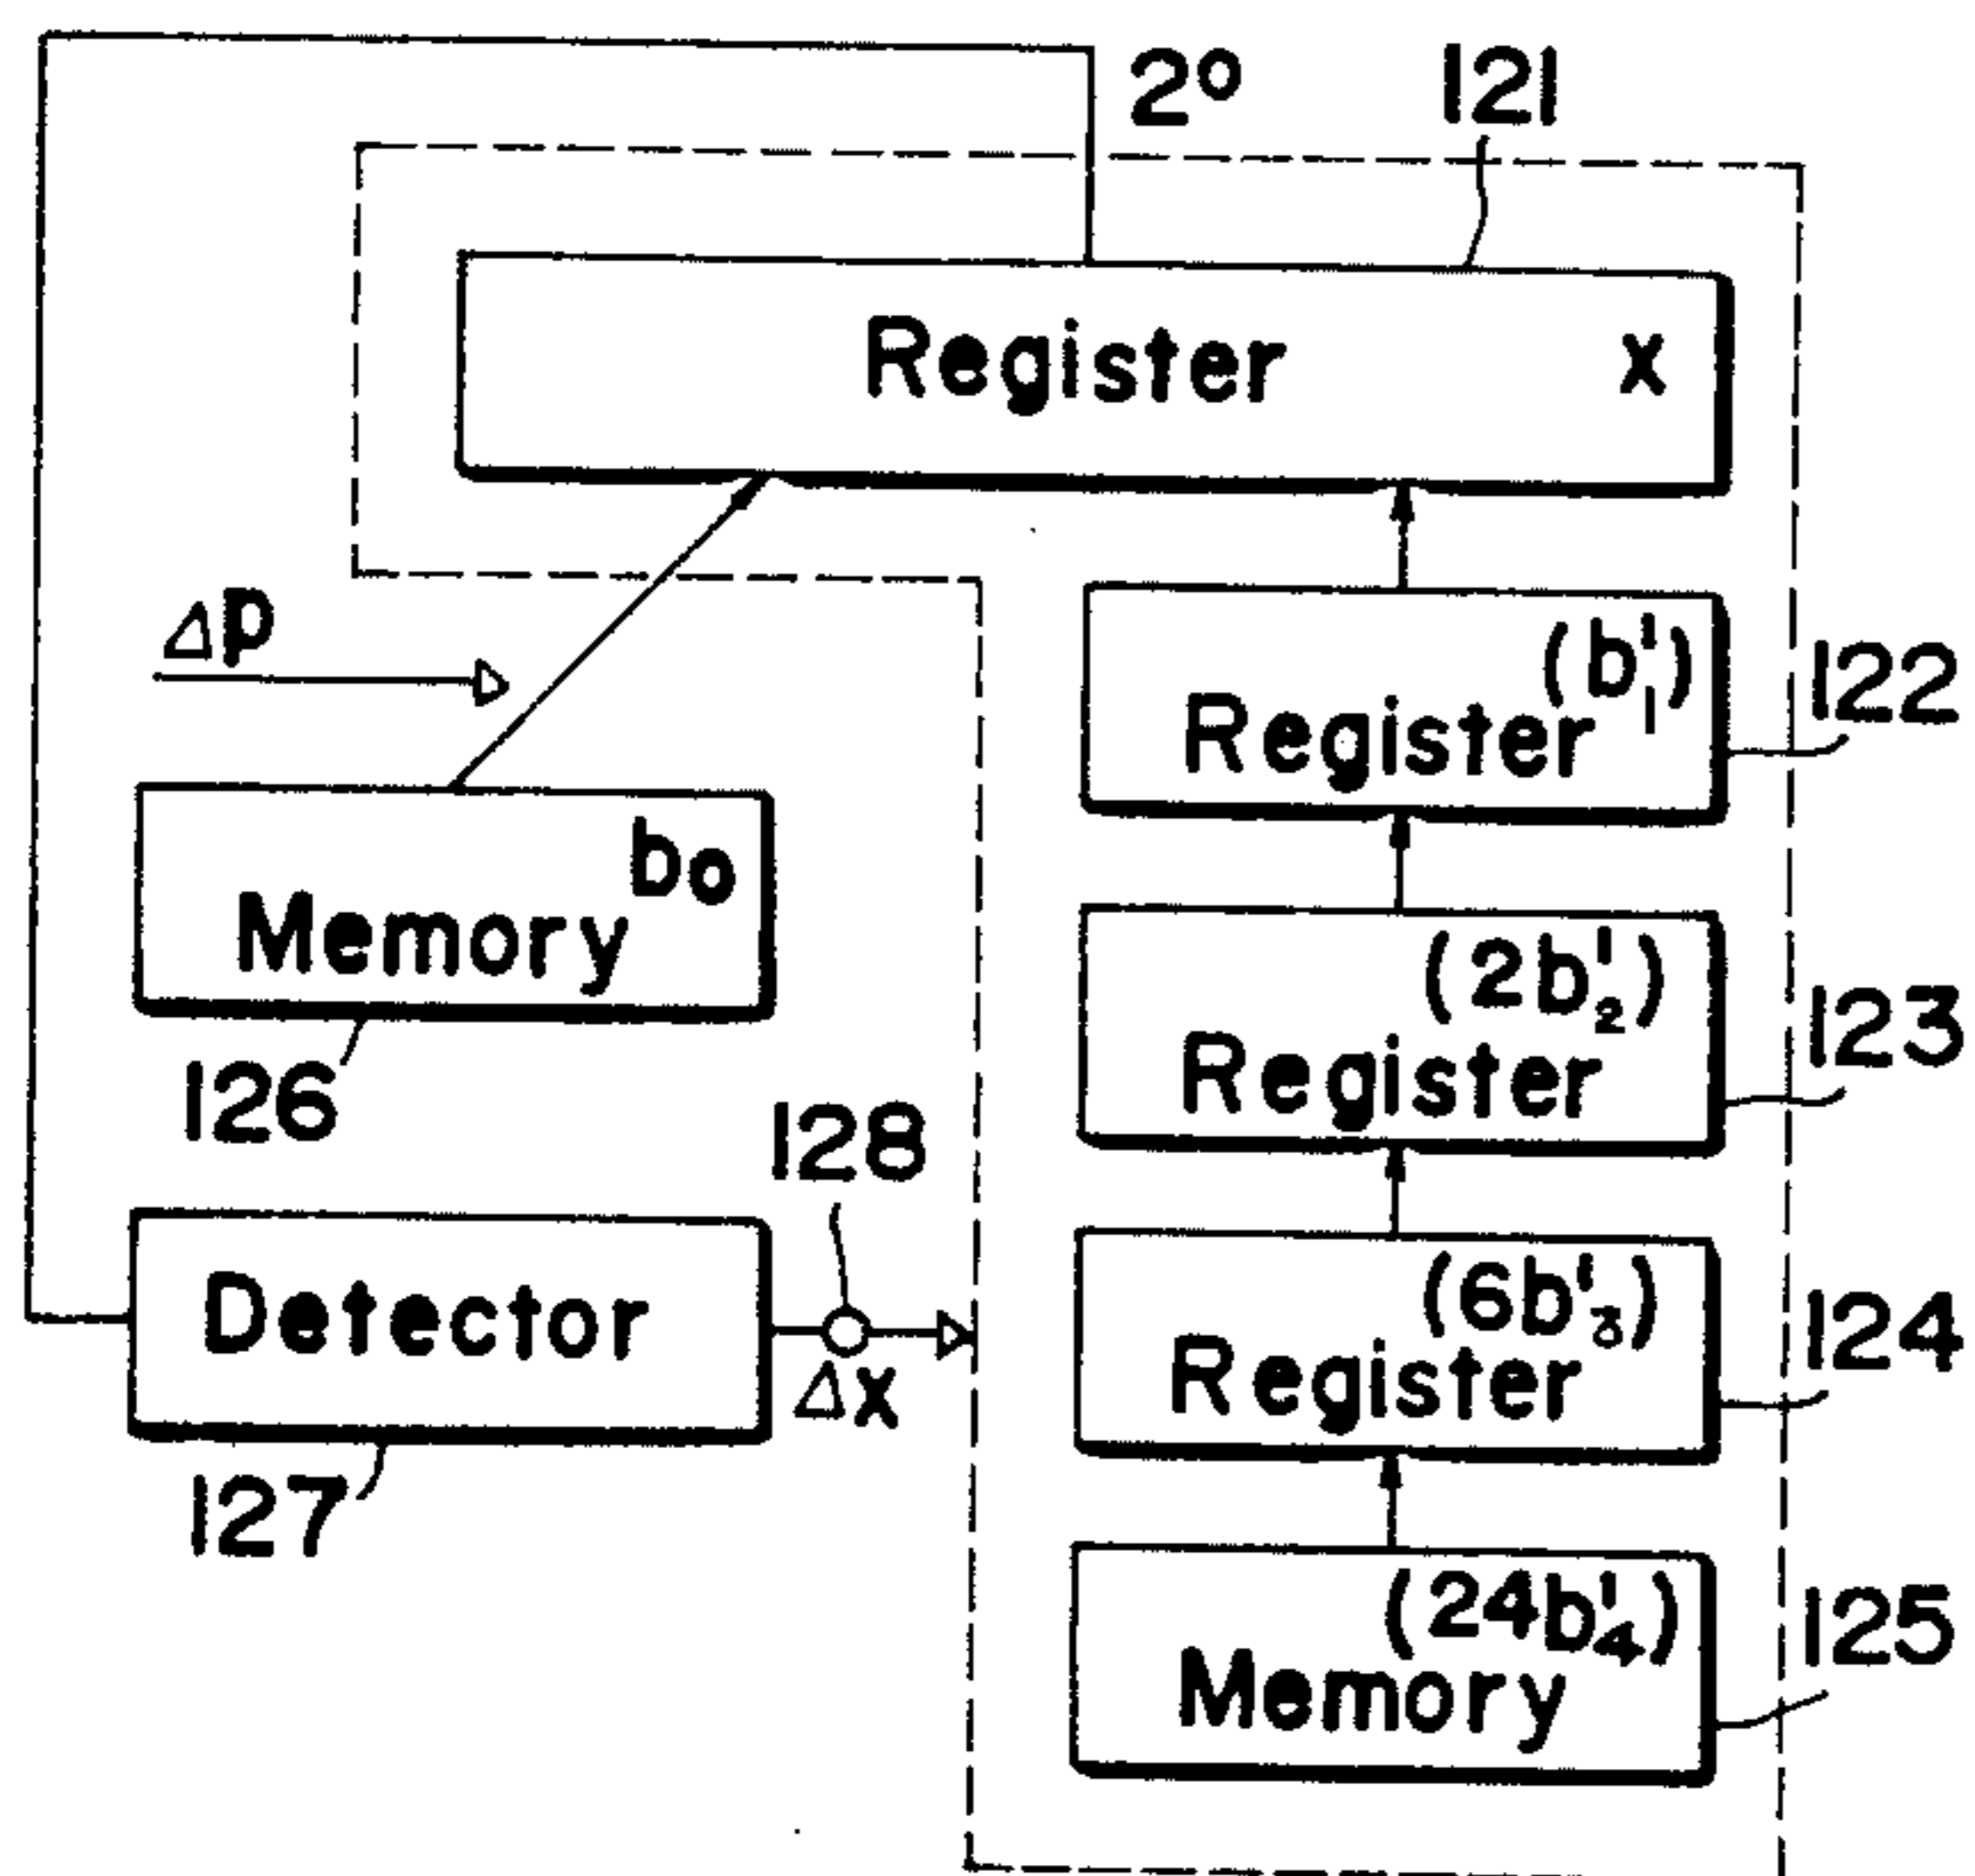 2⁰ 121
Register x
Δp
(b'₁)
Register
122
b₀
Memory
126
(2b'₂)
Register
123
128
Detector
Δx
127
(6b'₃)
Register
124
(24b'₄)
Memory
125